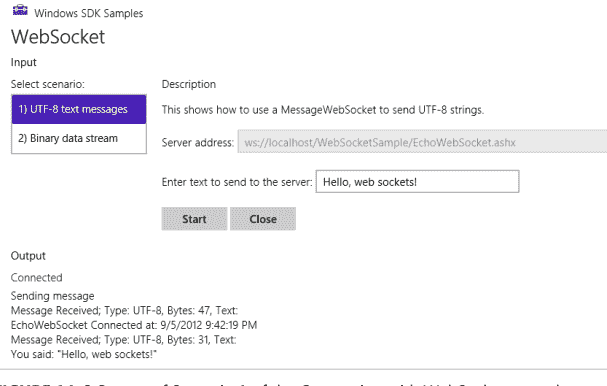 Windows SDK Samples
WebSocket
Input
Select scenario:
1) UTF-8 text messages
2) Binary data stream
Description
This shows how to use a MessageWebSocket to send UTF-8 strings.
Server address: ws://localhost/WebSocketSample/EchoWebSocket.ashx
Enter text to send to the server: Hello, web sockets!
Start Close
Output
Connected
Sending message
Message Received; Type: UTF-8, Bytes: 47, Text:
EchoWebSocket Connected at: 9/5/2012 9:42:19 PM
Message Received; Type: UTF-8, Bytes: 31, Text:
You said: "Hello, web sockets!"